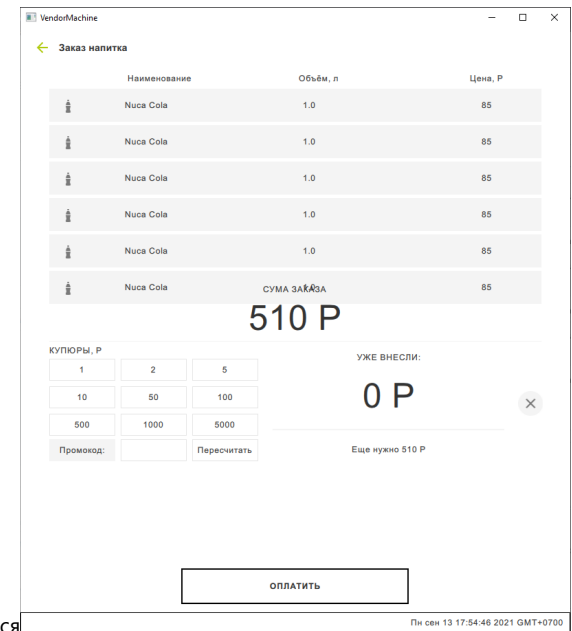 VendorMachine
Заказ напитка
Наименование Объём, л Цена, Р
Nuca Cola 1.0 85
Nuca Cola 1.0 85
Nuca Cola 1.0 85
Nuca Cola 1.0 85
Nuca Cola 1.0 85
Nuca Cola 1.0 85
СУМА ЗАКАЗА
510 Р
КУПЮРЫ, Р
УЖЕ ВНЕСЛИ:
1 2 5
10 50 100
0 Р
500 1000 5000
Промокод: Пересчитать
Еще нужно 510 Р
ОПЛАТИТЬ
ся
Пн сен 13 17:54:46 2021 GMT+0700